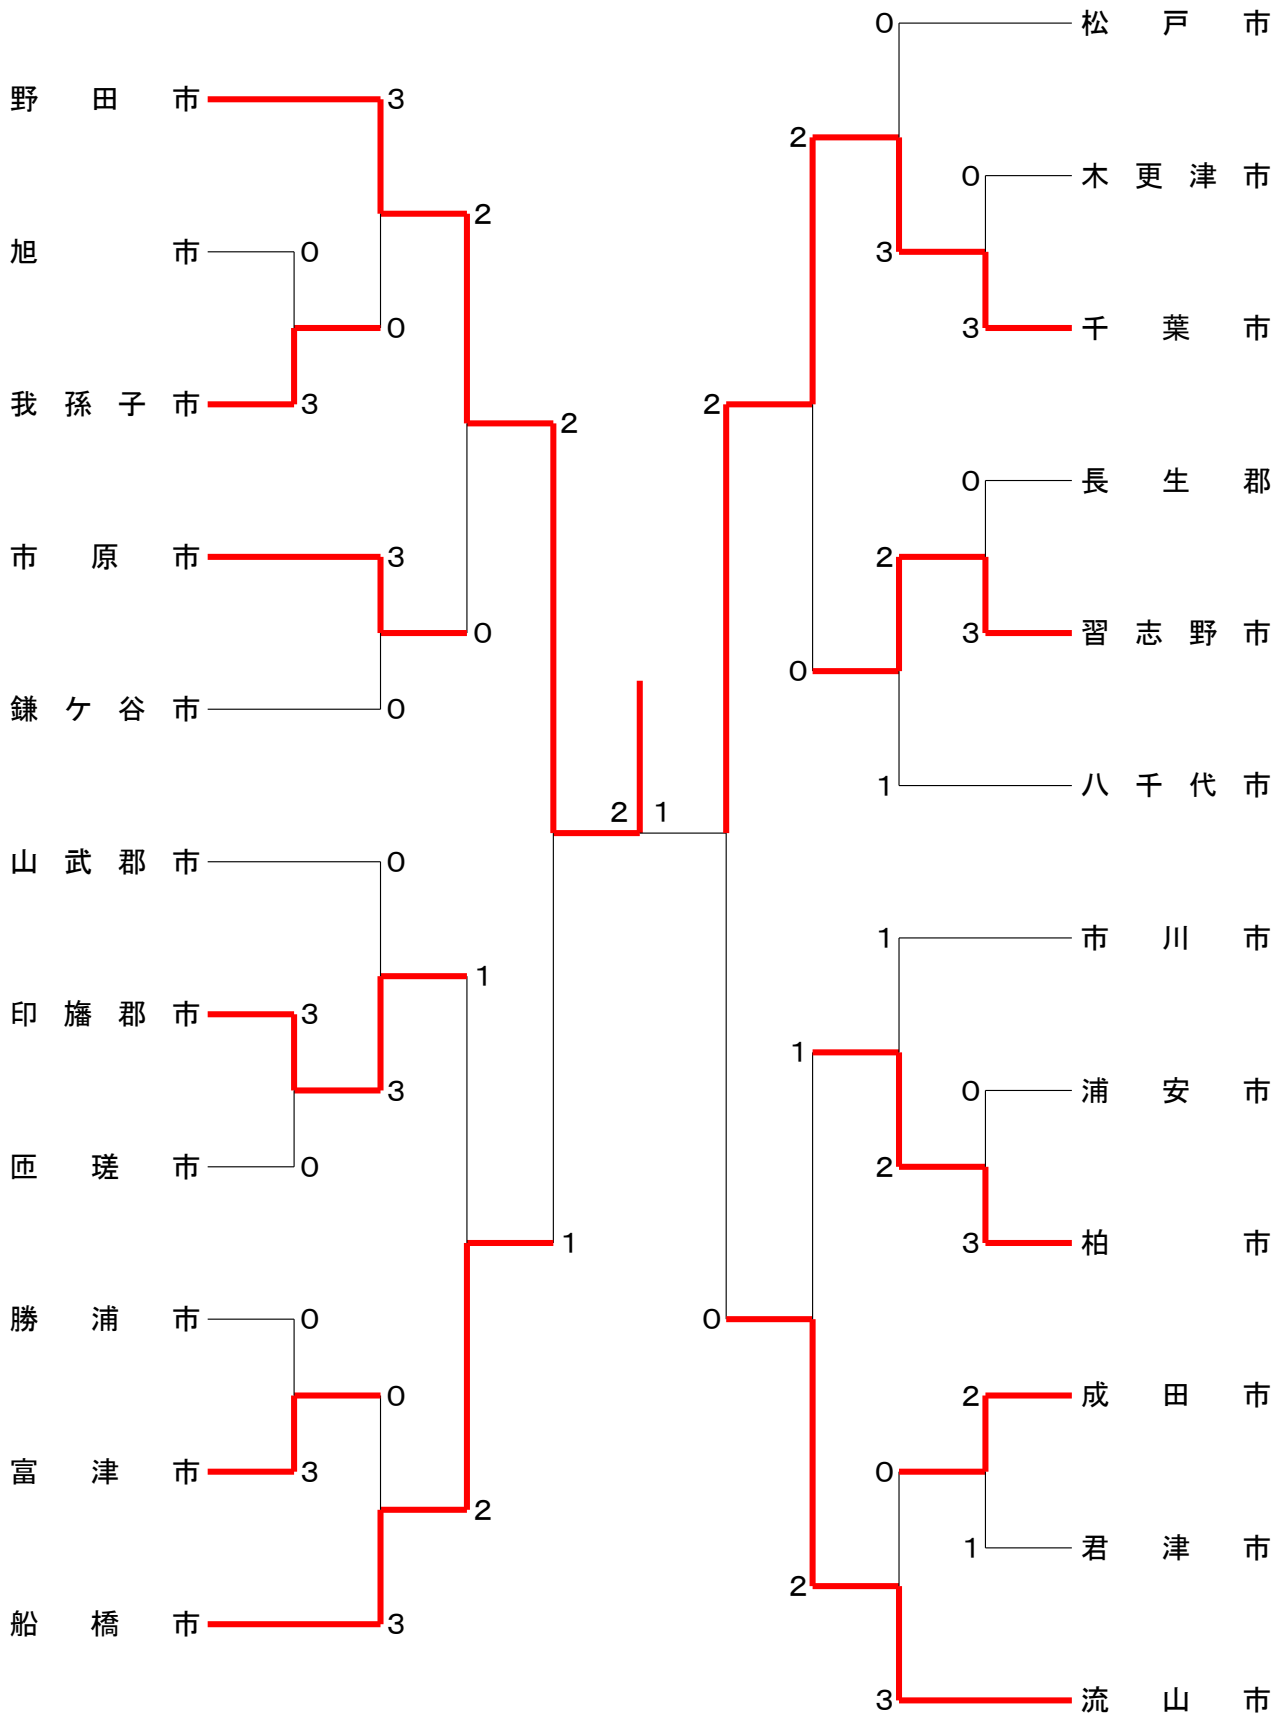 0 松戸市
野田市 3
2
0 木更津市
2
旭市 0
3
0
3 千葉市
我孫子市 3
2
2
0 長生郡
市原市 3
2
0
3 習志野市
0
鎌ケ谷市 0
1 八千代市
2 1
山武郡市 0
1 市川市
1
印旛郡市 3
1
3
0 浦安市
匝瑳市 0
2
1
3 柏市
勝浦市 0
0
0
2 成田市
富津市 3
0
2
1 君津市
2
船橋市 3
3 流山市